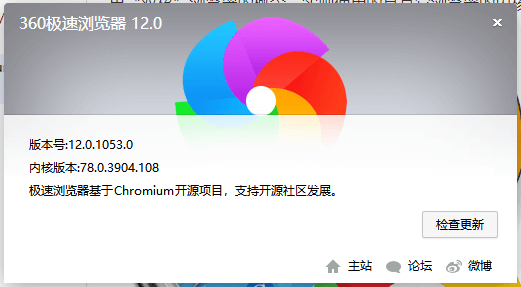 360极速浏览器 12.0
版本号:12.0.1053.0
内核版本:78.0.3904.108
极速浏览器基于Chromium开源项目，支持开源社区发展。
检查更新
主站 论坛 微博